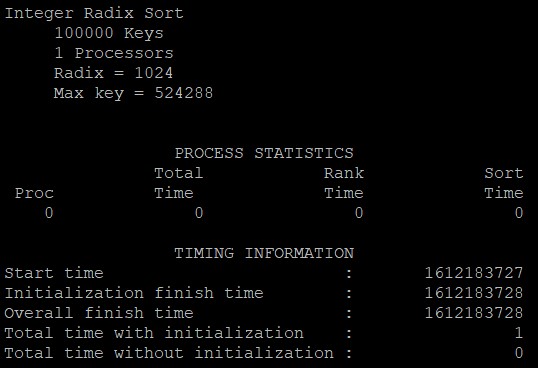 Integer Radix Sort
100000 Keys
1 Processors
Radix = 1024
Max key = 524288
PROCESS STATISTICS
Total Rank Sort
Proc Time Time Time
0 0 0 0
TIMING INFORMATION
Start time : 1612183727
Initialization finish time : 1612183728
Overall finish time : 1612183728
Total time with initialization : 1
Total time without initialization : 0